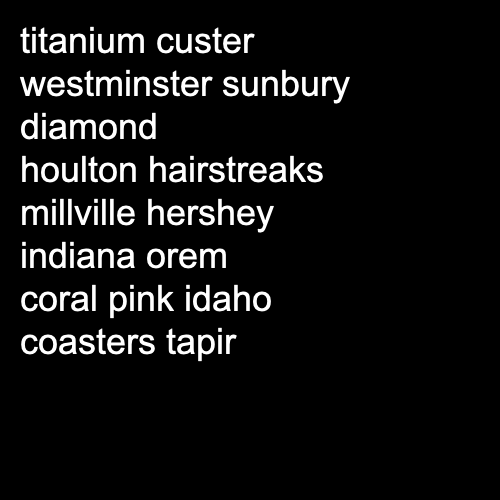 titanium custer
westminster sunbury
diamond
houlton hairstreaks
millville hershey
indiana orem
coral pink idaho
coasters tapir